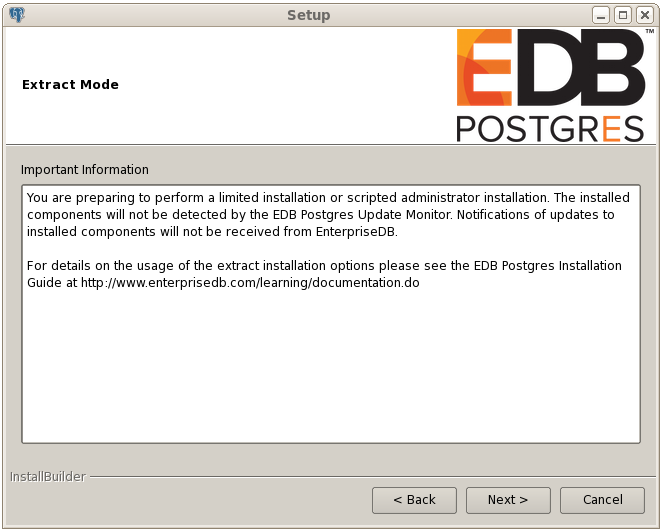 Setup
EDB™
POSTGRES
Extract Mode
Important Information
You are preparing to perform a limited installation or scripted administrator installation. The installed
components will not be detected by the EDB Postgres Update Monitor. Notifications of updates to
installed components will not be received from EnterpriseDB.
For details on the usage of the extract installation options please see the EDB Postgres Installation
Guide at http://www.enterprisedb.com/learning/documentation.do
InstallBuilder
< Back Next > Cancel